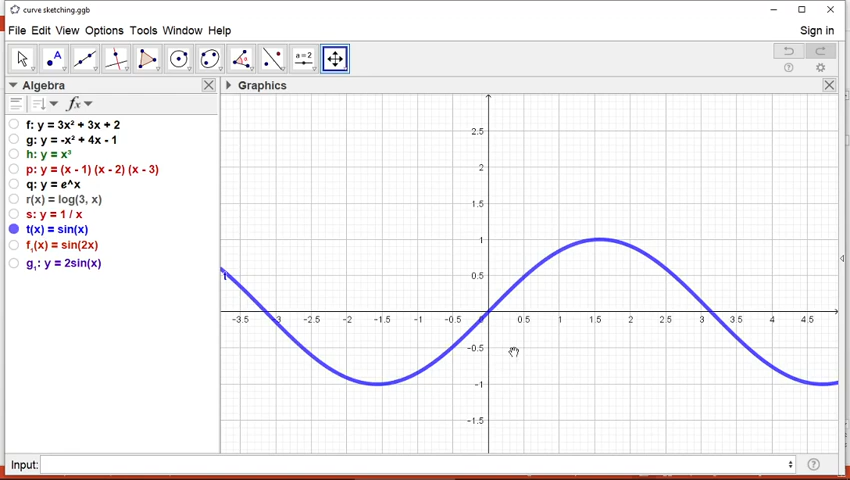 curve sketching.ggb
File Edit View Options Tools Window Help
Sign in
A
a=2
Algebra
Graphics
fx
f: y = 3x² + 3x + 2
g: y = -x² + 4x - 1
h: y = x³
p: y = (x - 1) (x - 2) (x - 3)
q: y = e^x
r(x) = log(3, x)
s: y = 1 / x
t(x) = sin(x)
f₁(x) = sin(2x)
g₁: y = 2sin(x)
2.5
2
1.5
1
0.5
t
-3.5 -3 -2.5 -2 -1.5 -1 -0.5 0 0.5 1 1.5 2 2.5 3 3.5 4 4.5
-0.5
-1
-1.5
Input: